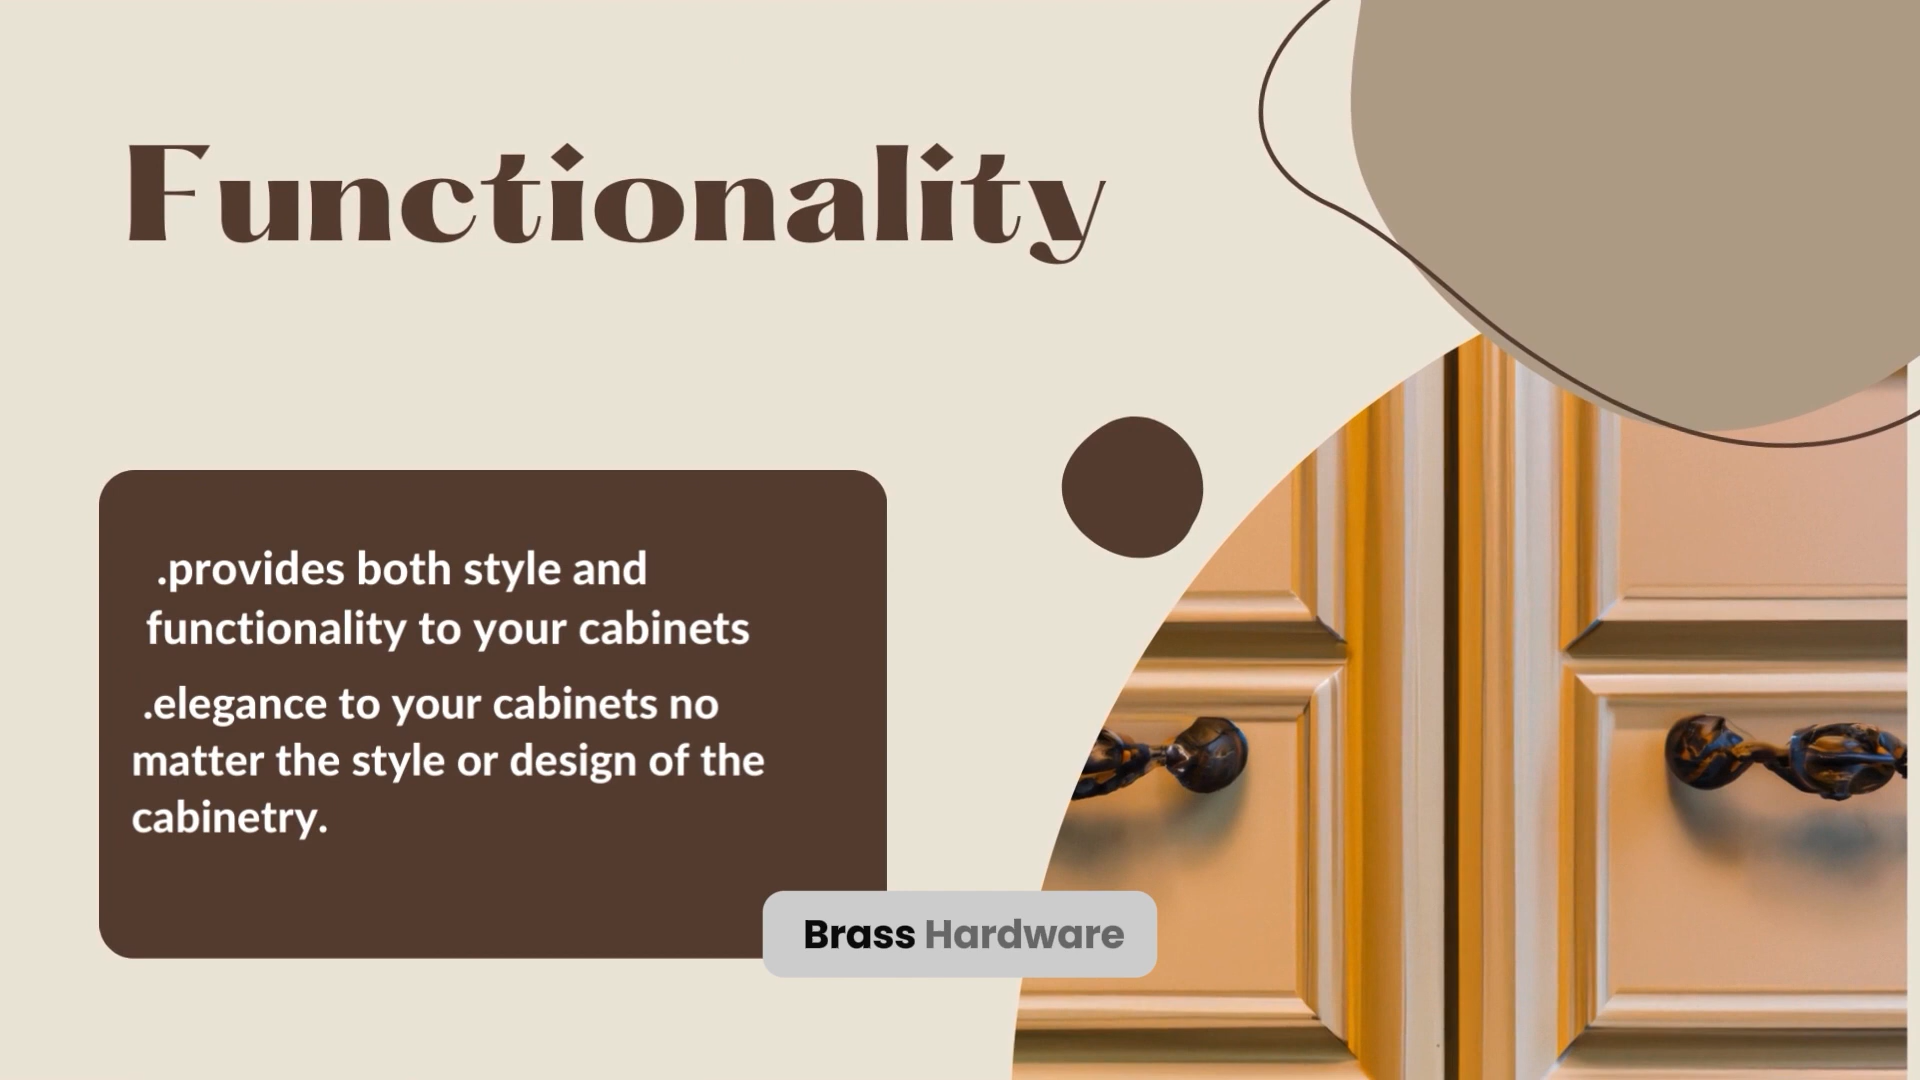 Functionality
.provides both style and
functionality to your cabinets
.elegance to your cabinets no
matter the style or design of the
cabinetry.
Brass Hardware